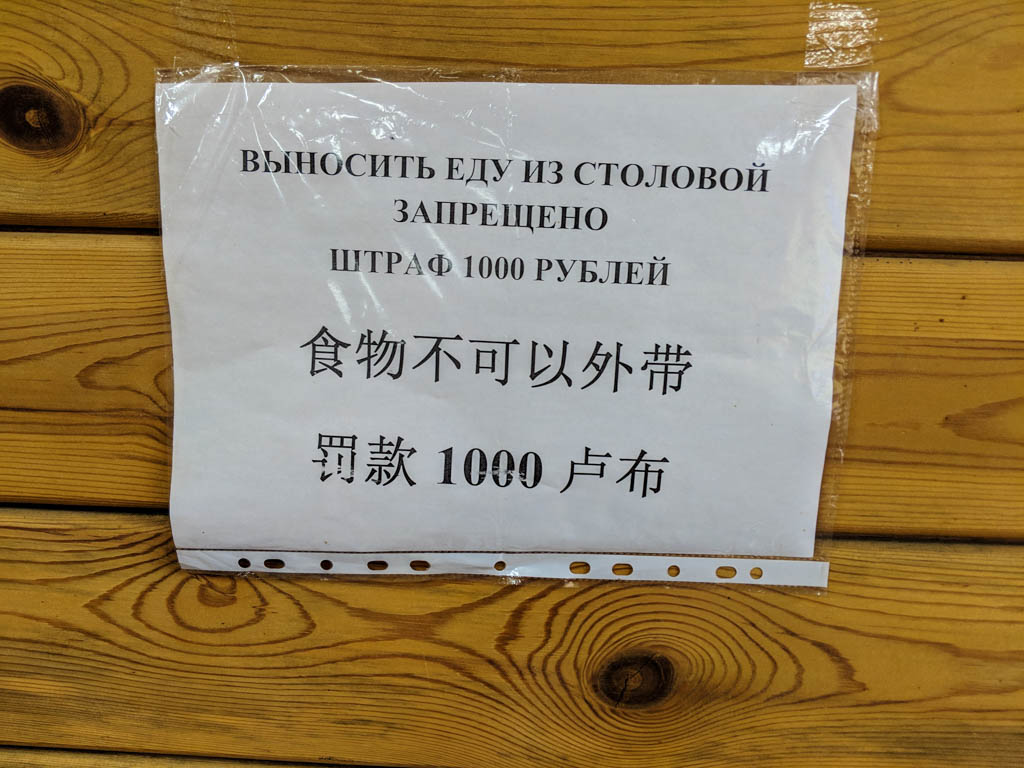 ВЫНОСИТЬ ЕДУ ИЗ СТОЛОВОЙ
ЗАПРЕЩЕНО
ШТРАФ 1000 РУБЛЕЙ
食物不可以外带
罚款 1000 卢布